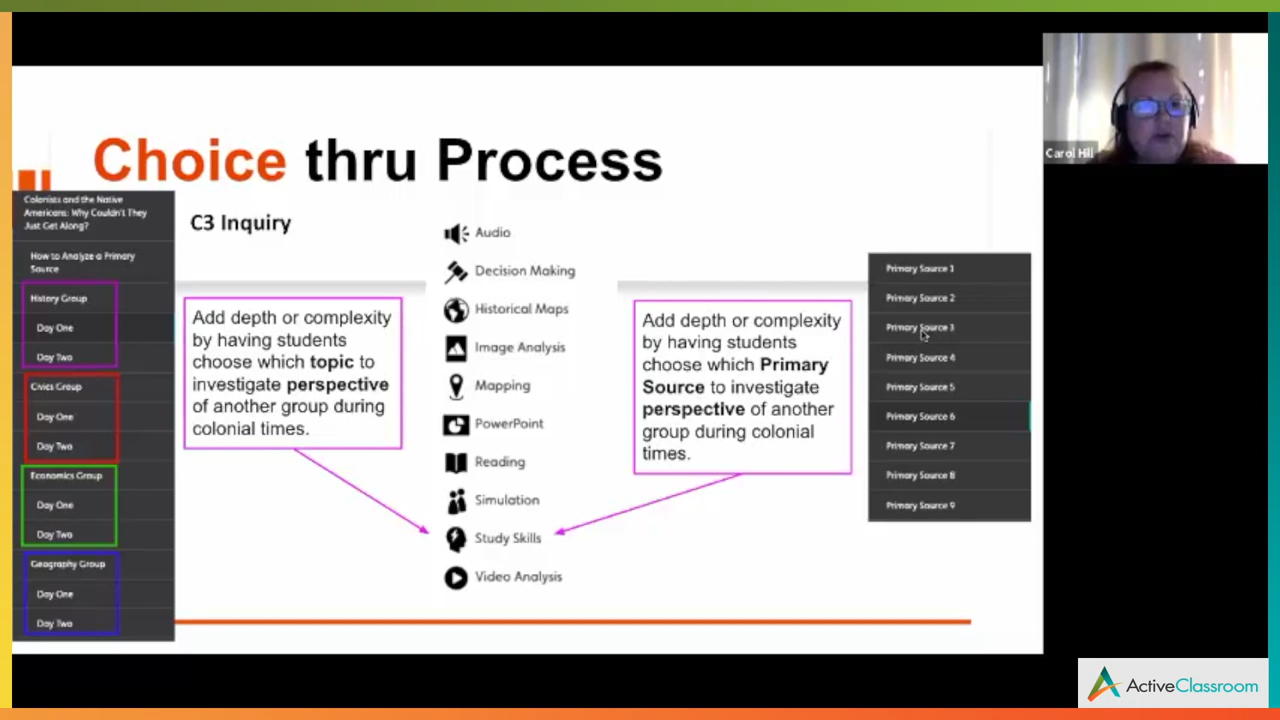 Choice thru Process
Colonists and the Native
Americans: Why Couldn't They
Just Get Along?
How to Analyze a Primary
Source
History Group
Day One
Day Two
Civics Group
Day One
Day Two
Economics Group
Day One
Day Two
Geography Group
Day One
Day Two
C3 Inquiry
Add depth or complexity
by having students
choose which topic to
investigate perspective
of another group during
colonial times.
Audio
Decision Making
Historical Maps
Image Analysis
Mapping
PowerPoint
Reading
Simulation
Study Skills
Video Analysis
Add depth or complexity
by having students
choose which Primary
Source to investigate
perspective of another
group during colonial
times.
Primary Source 1
Primary Source 2
Primary Source 3
Primary Source 4
Primary Source 5
Primary Source 6
Primary Source 7
Primary Source 8
Primary Source 9
Carol Hill
ActiveClassroom